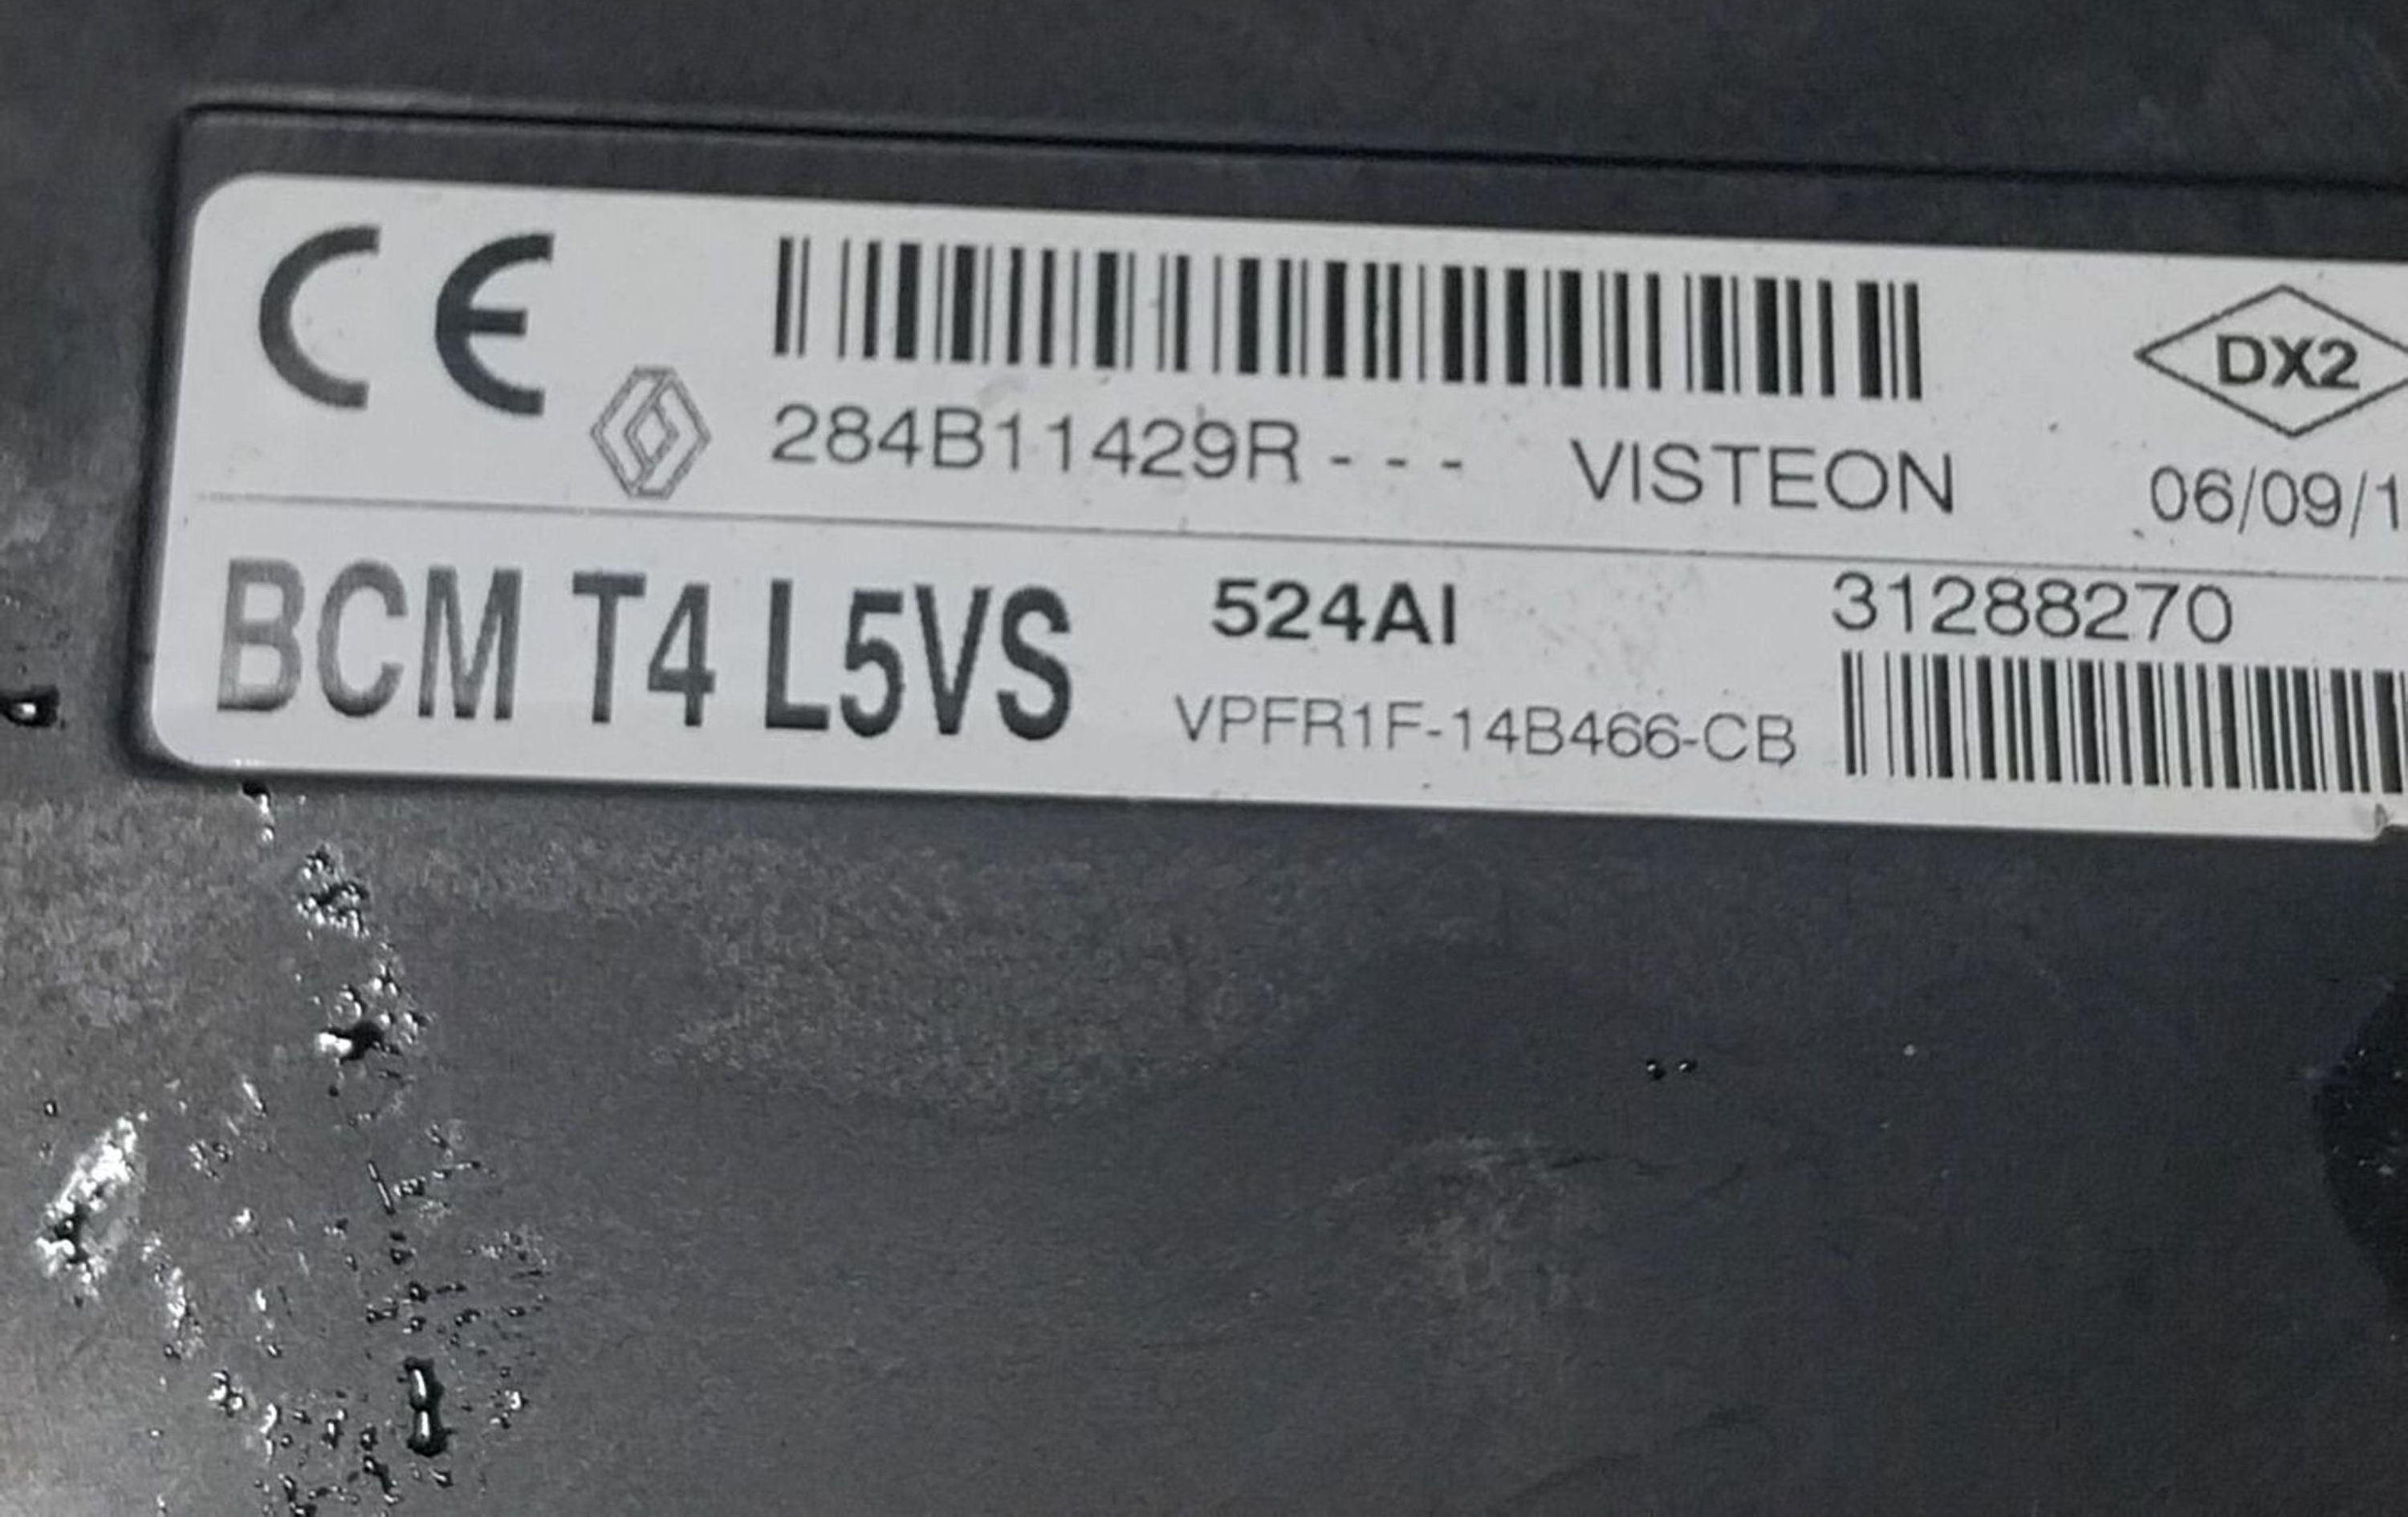 CE
284B11429R--- VISTEON
DX2
06/09/1
BCM T4 L5VS
524AI
VPFR1F-14B466-CB
31288270